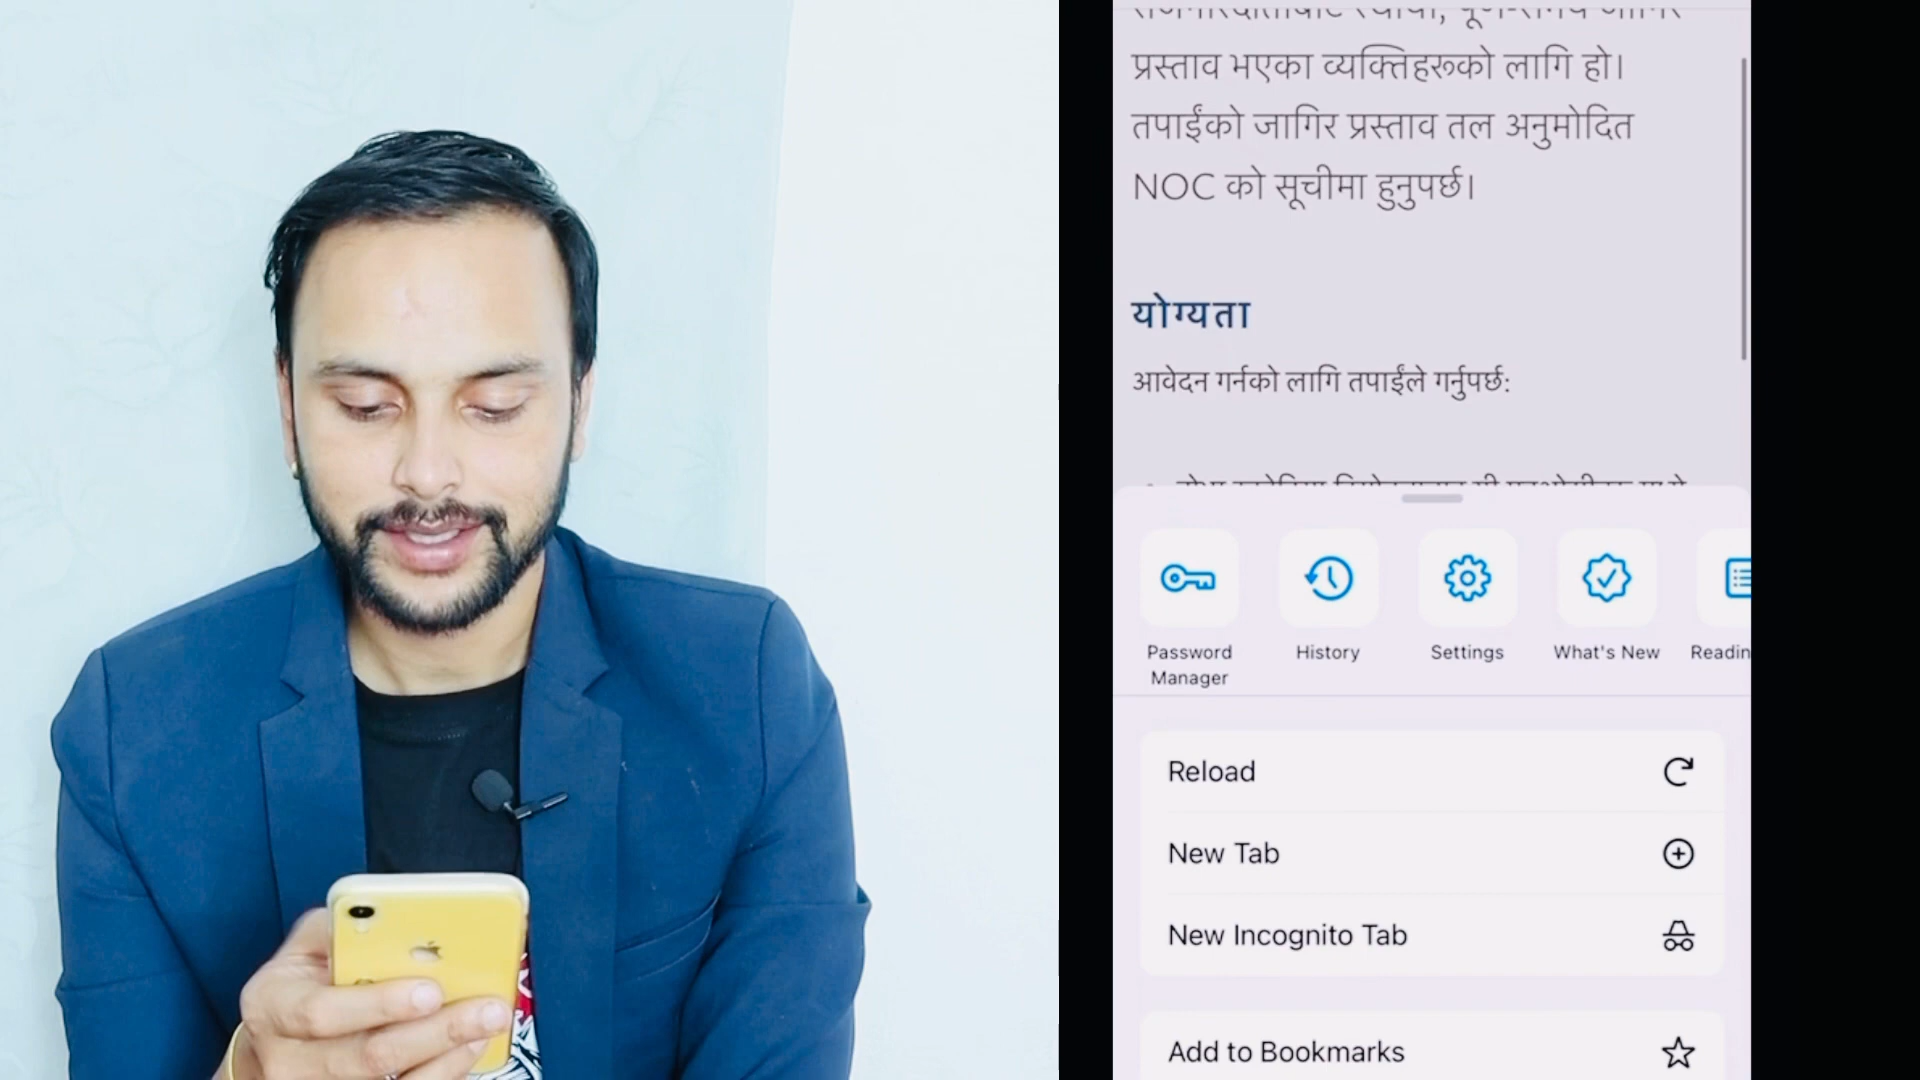 प्रस्ताव भएका व्यक्तिहरूको लागि हो।
तपाईंको जागिर प्रस्ताव तल अनुमोदित
NOC को सूचीमा हुनुपर्छ।
योग्यता
आवेदन गर्नको लागि तपाईंले गर्नुपर्छ:
Password
Manager
History
Settings
What's New
Readin
Reload
New Tab
New Incognito Tab
Add to Bookmarks